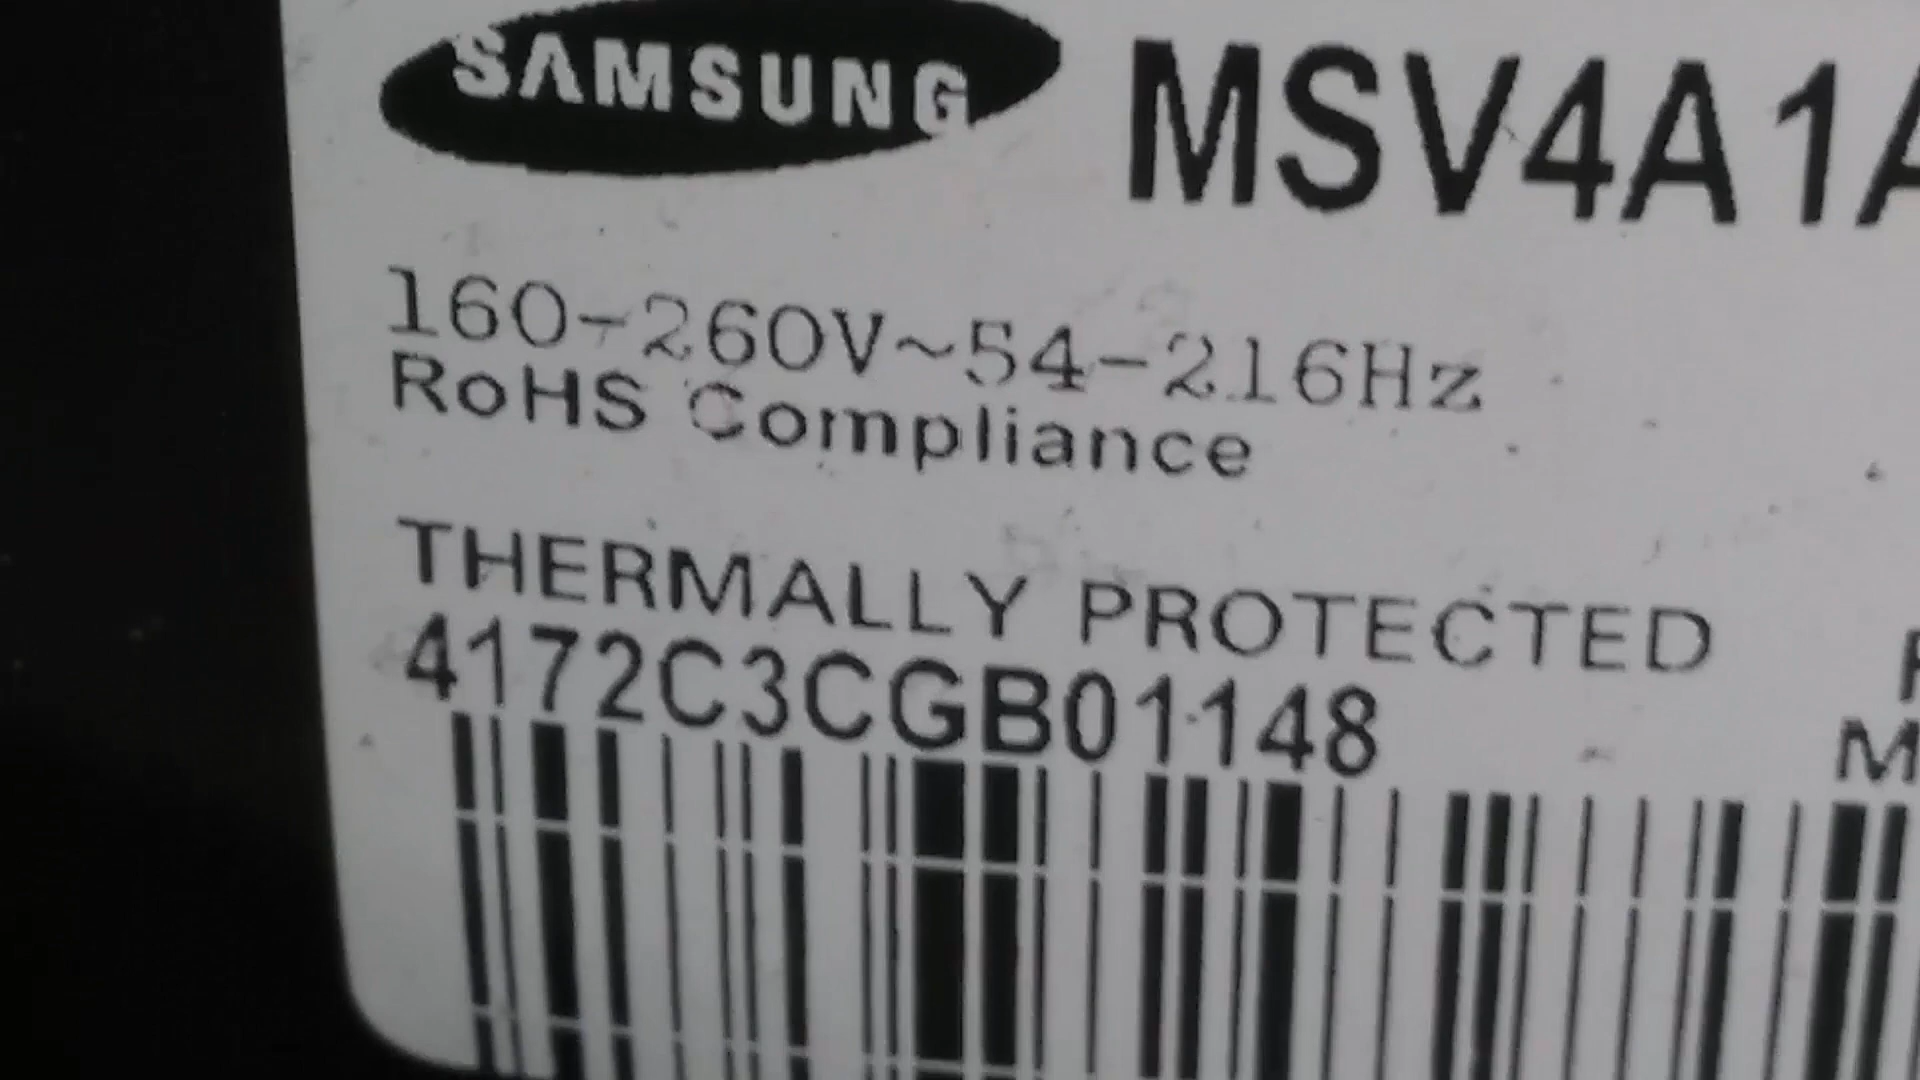 SAMSUNG MSV4A1A
160-260V~54-216Hz
RoHS Compliance
THERMALLY PROTECTED
4172C3CGB01148
M